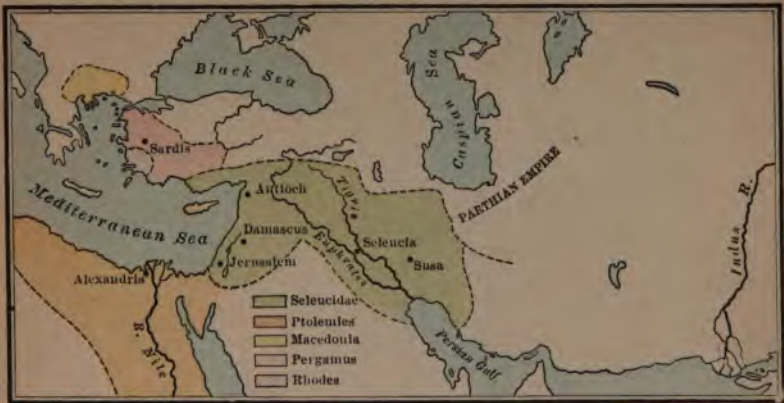 Black Sea
Caspian
Sea
Sardis
Mediterranean Sea
Antioch
Tigris
PARTHIAN EMPIRE
Damascus
Euphrates
Seleucia
Susa
Jerusalem
Alexandria
R. Nile
Persian Gulf
Indus R.
Seleucidae
Ptolemies
Macedonia
Pergamus
Rhodes